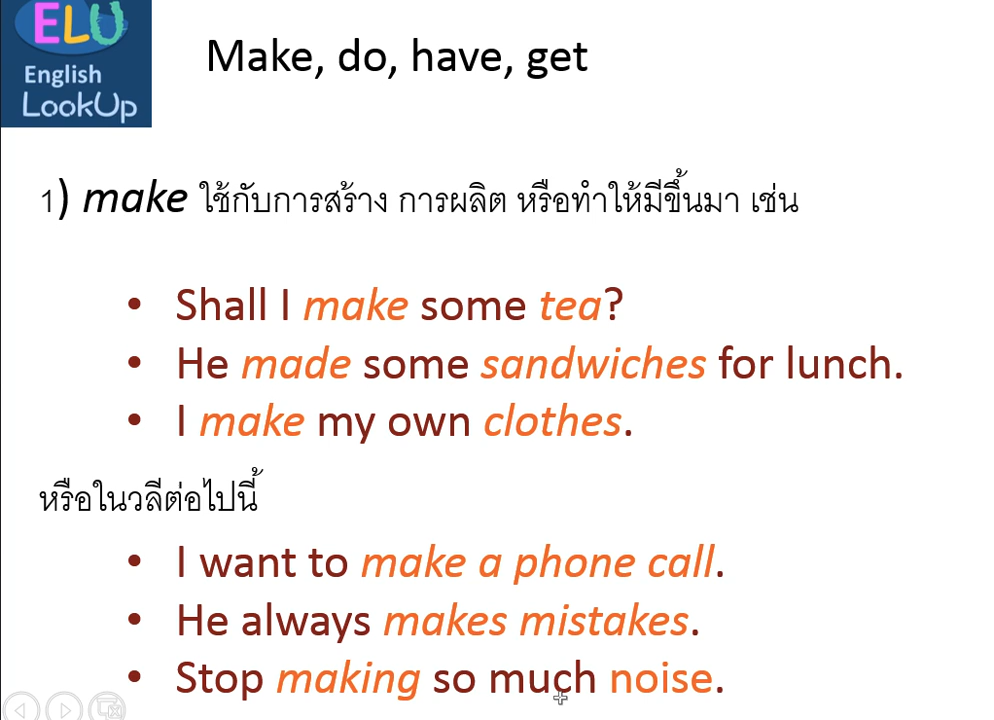 ELU
English
LookUp
Make, do, have, get
1) make ใช้กับการสร้าง การผลิต หรือทำให้มีขึ้นมา เช่น
• Shall I make some tea?
• He made some sandwiches for lunch.
• I make my own clothes.
หรือในวลีต่อไปนี้
• I want to make a phone call.
• He always makes mistakes.
• Stop making so much noise.